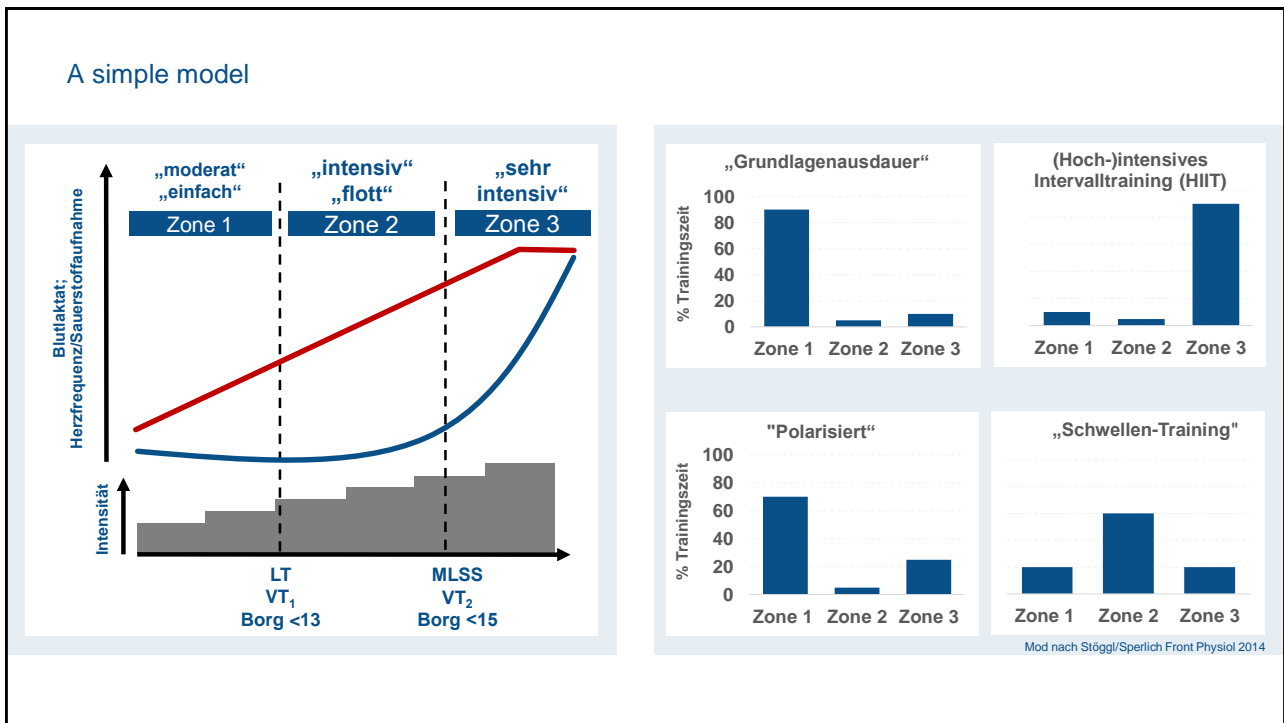 A simple model
„moderat“
„einfach“
„intensiv“
„flott“
„sehr
intensiv“
Zone 1
Zone 2
Zone 3
Blutlaktat;
Herzfrequenz/Sauerstoffaufnahme
Intensität
LT
VT1
Borg <13
MLSS
VT2
Borg <15
„Grundlagenausdauer“
% Trainingszeit
100
80
60
40
20
0
Zone 1 Zone 2 Zone 3
(Hoch-)intensives
Intervalltraining (HIIT)
Zone 1 Zone 2 Zone 3
"Polarisiert“
% Trainingszeit
100
80
60
40
20
0
Zone 1 Zone 2 Zone 3
„Schwellen-Training"
Zone 1 Zone 2 Zone 3
Mod nach Stöggl/Sperlich Front Physiol 2014